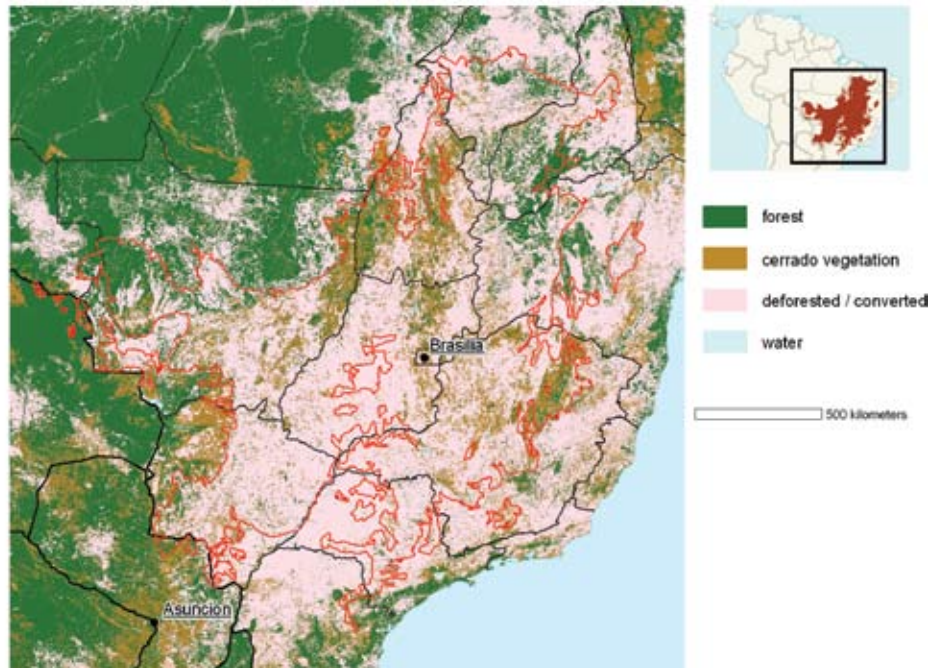 Brasilia
Asuncion
forest
cerrado vegetation
deforested / converted
water
500 kilometers